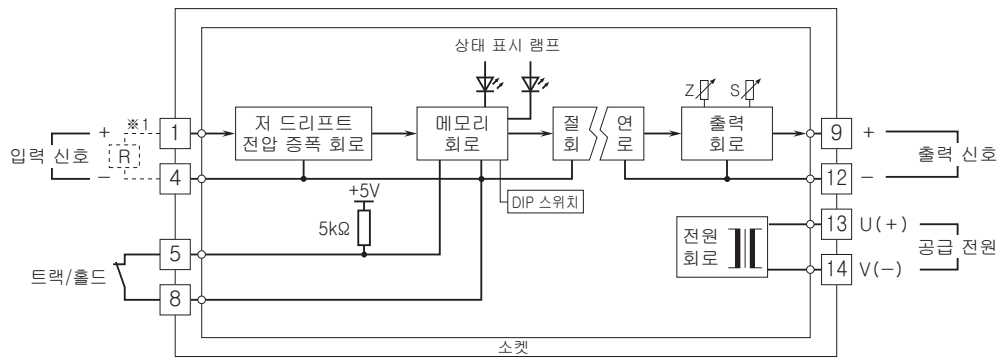 상태 표시 램프
※1
+
입력 신호
−
R
1
4
저 드리프트
전압 증폭 회로
메모리
회로
절 연
회 로
Z
S
출력
회로
9
+
출력 신호
12
−
DIP 스위치
+5V
5kΩ
5
트랙/홀드
8
전원
회로
13
U(+)
공급 전원
14
V(−)
소켓